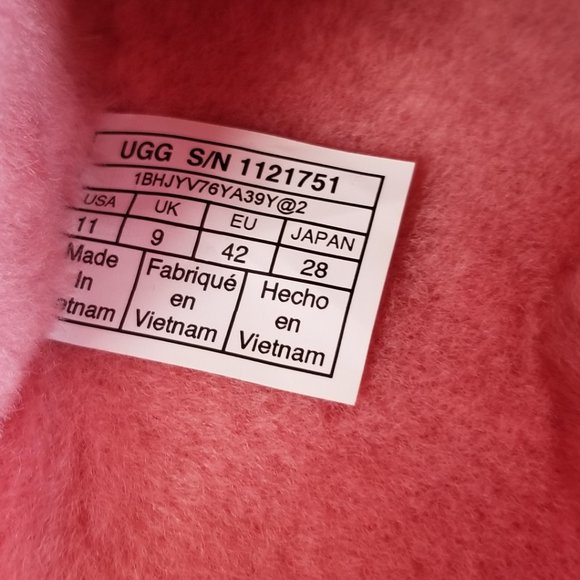 UGG S/N 1121751
1BHJYV76YA39Y@2
USA UK EU JAPAN
11 9 42 28
Made In etnam
Fabriqué en Vietnam
Hecho en Vietnam